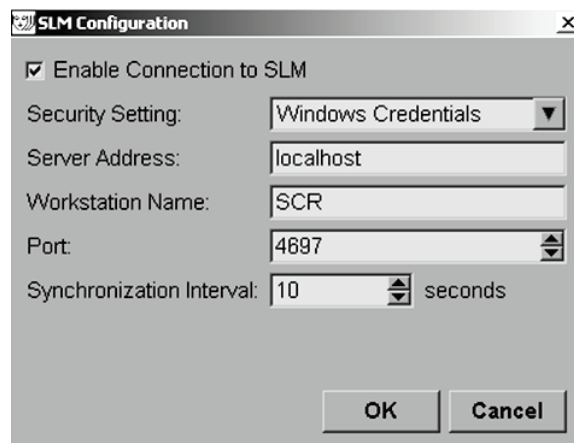 SLM Configuration
Enable Connection to SLM
Security Setting: Windows Credentials
Server Address: localhost
Workstation Name: SCR
Port: 4697
Synchronization Interval: 10 seconds
OK Cancel